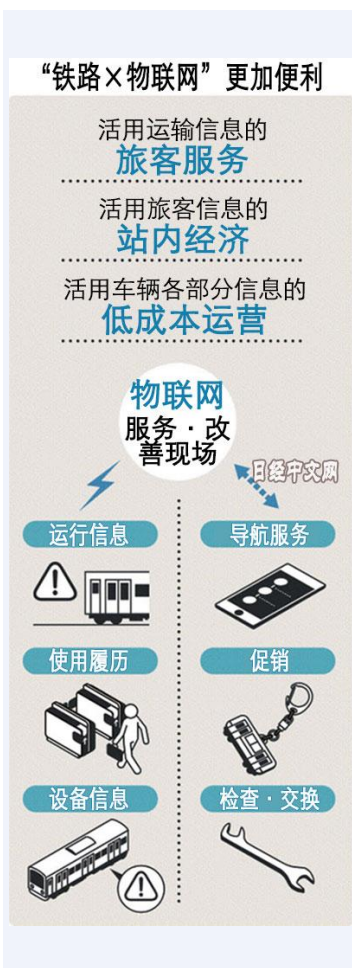 “铁路×物联网”更加便利
活用运输信息的
旅客服务
活用旅客信息的
站内经济
活用车辆各部分信息的
低成本运营
物联网
服务·改
善现场
日经中文网
运行信息
导航服务
使用履历
促销
设备信息
检查·交换